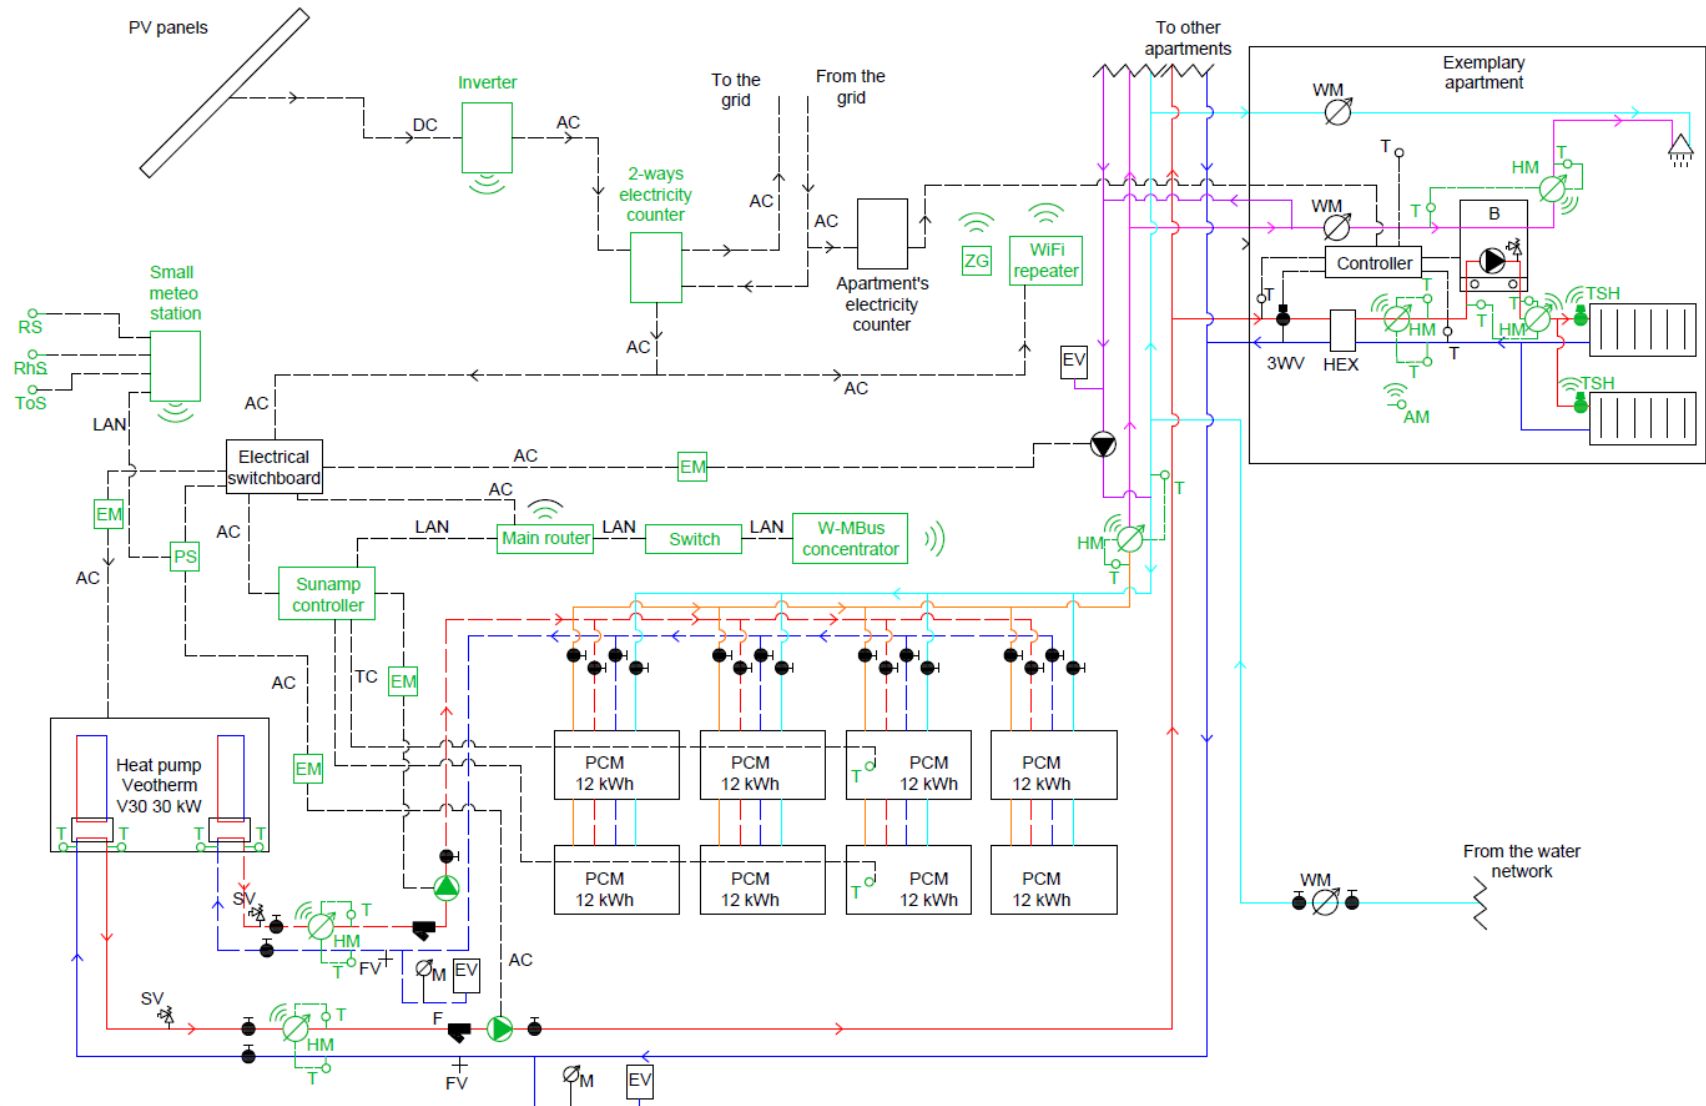 PV panels
To other
apartments
To the
grid
From the
grid
Exemplary
apartment
Inverter
WM
DC
AC
T
T
HM
2-ways
electricity
counter
AC
AC
T
WM
B
ZG
WiFi
repeater
Controller
Small
meteo
station
Apartment's
electricity
counter
T
T
TSH
RS
T
HM
T
HM
T
RhS
AC
EV
3WV
HEX
T
T
ToS
AC
AC
TSH
AM
LAN
Electrical
switchboard
AC
EM
AC
T
EM
AC
LAN
Main router
LAN
Switch
LAN
W-MBus
concentrator
HM
PS
T
AC
Sunamp
controller
AC
TC
EM
Heat pump
Veotherm
V30 30 kW
EM
PCM
12 kWh
PCM
12 kWh
T
PCM
12 kWh
PCM
12 kWh
T
T
T
T
From the water
network
PCM
12 kWh
PCM
12 kWh
T
PCM
12 kWh
PCM
12 kWh
WM
SV
T
HM
T
FV
M
EV
AC
SV
T
F
HM
T
FV
M
EV